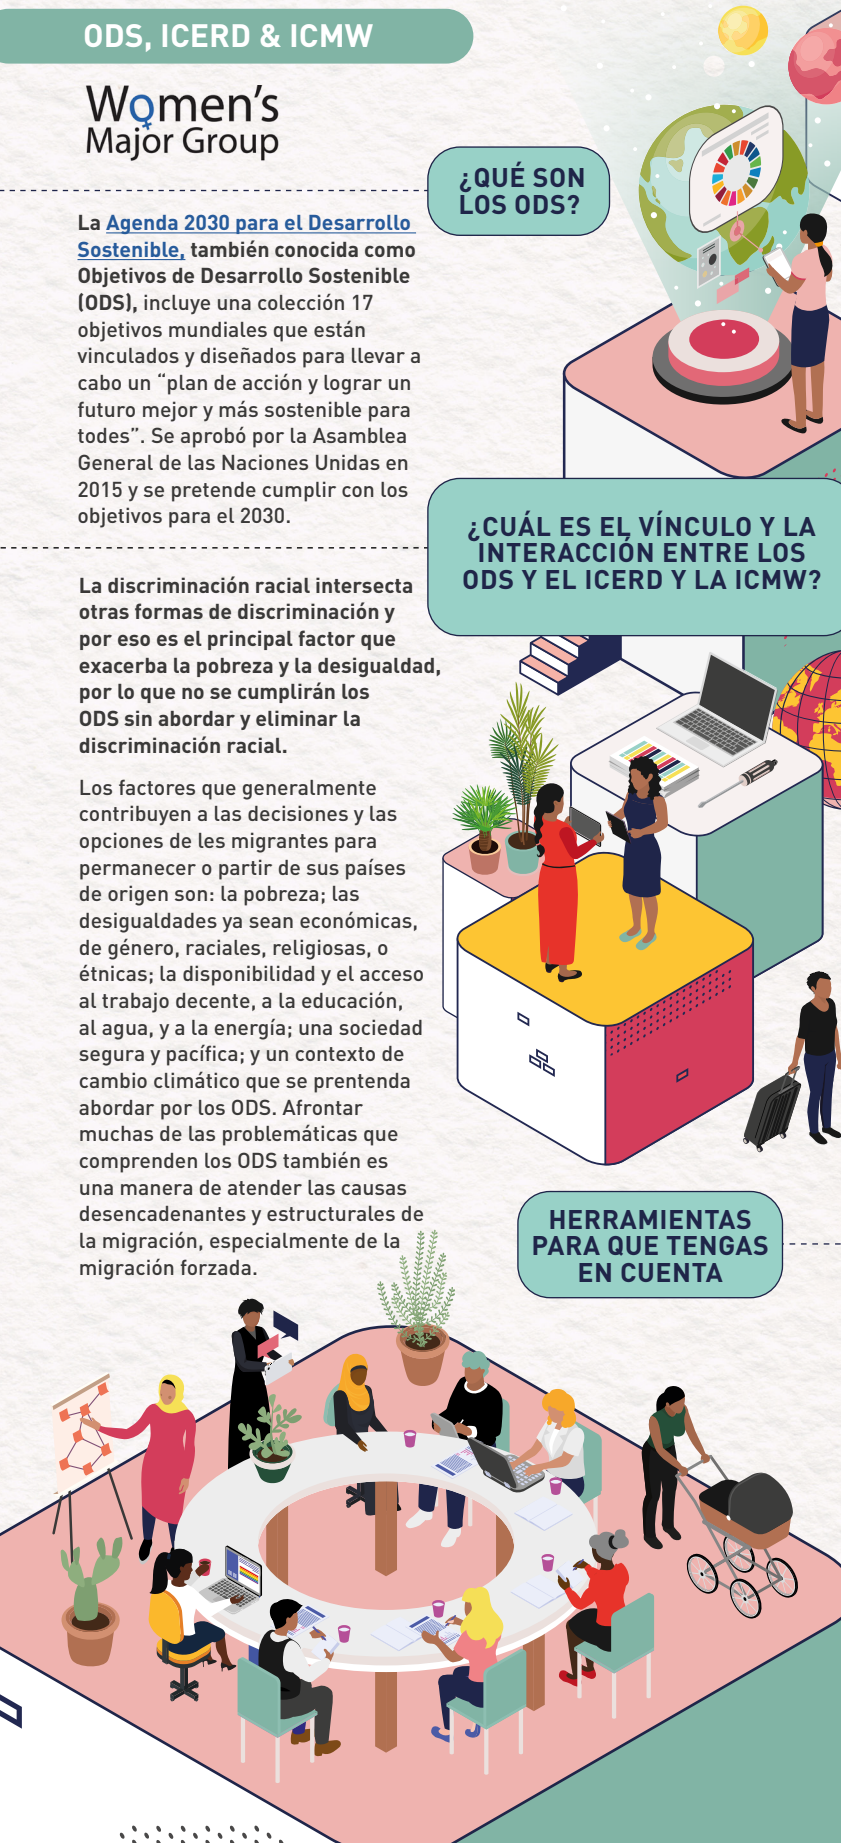 ODS, ICERD & ICMW
Women's
Major Group
¿QUÉ SON
LOS ODS?
La Agenda 2030 para el Desarrollo
Sostenible, también conocida como
Objetivos de Desarrollo Sostenible
(ODS), incluye una colección 17
objetivos mundiales que están
vinculados y diseñados para llevar a
cabo un “plan de acción y lograr un
futuro mejor y más sostenible para
todes”. Se aprobó por la Asamblea
General de las Naciones Unidas en
2015 y se pretende cumplir con los
objetivos para el 2030.
¿CUÁL ES EL VÍNCULO Y LA
INTERACCIÓN ENTRE LOS
ODS Y EL ICERD Y LA ICMW?
La discriminación racial intersecta
otras formas de discriminación y
por eso es el principal factor que
exacerba la pobreza y la desigualdad,
por lo que no se cumplirán los
ODS sin abordar y eliminar la
discriminación racial.
Los factores que generalmente
contribuyen a las decisiones y las
opciones de les migrantes para
permanecer o partir de sus países
de origen son: la pobreza; las
desigualdades ya sean económicas,
de género, raciales, religiosas, o
étnicas; la disponibilidad y el acceso
al trabajo decente, a la educación,
al agua, y a la energía; una sociedad
segura y pacífica; y un contexto de
cambio climático que se prentenda
abordar por los ODS. Afrontar
muchas de las problemáticas que
comprenden los ODS también es
una manera de atender las causas
desencadenantes y estructurales de
la migración, especialmente de la
migración forzada.
HERRAMIENTAS
PARA QUE TENGAS
EN CUENTA